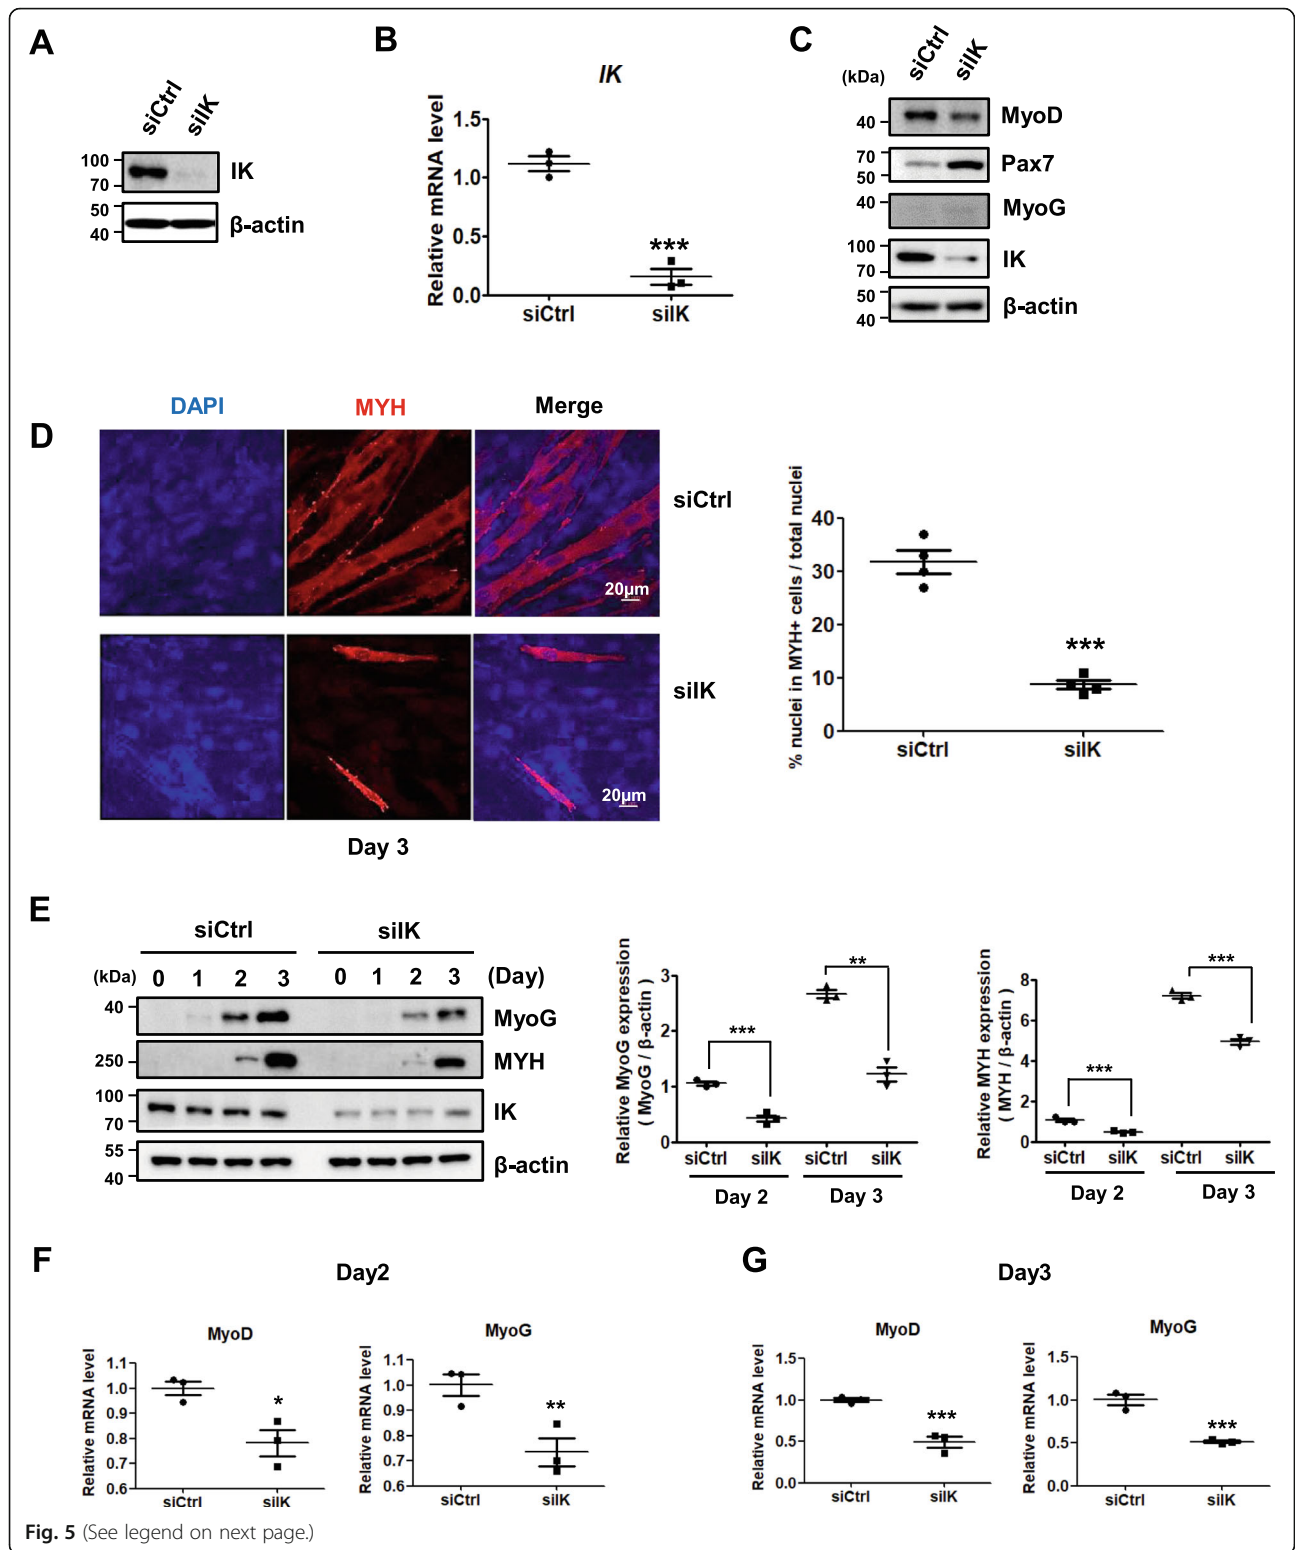 A
siCtrl
siIK
100
70
IK
50
40
β-actin
B
IK
Relative mRNA level
1.5
1.0
0.5
0.0
***
siCtrl
siIK
C
(kDa)
siCtrl
siIK
40
MyoD
70
50
Pax7
40
MyoG
100
70
IK
50
40
β-actin
D
DAPI
MYH
Merge
siCtrl
20μm
siIK
20μm
Day 3
% nuclei in MYH+ cells / total nuclei
40
30
20
10
0
***
siCtrl
siIK
E
siCtrl
siIK
(kDa)
0 1 2 3
0 1 2 3
(Day)
40
MyoG
250
MYH
100
70
IK
55
40
β-actin
Relative MyoG expression
( MyoG / β-actin )
3
2
1
0
***
**
siCtrl
siIK
siCtrl
siIK
Day 2
Day 3
Relative MYH expression
( MYH / β-actin )
8
6
4
2
0
***
***
siCtrl
siIK
siCtrl
siIK
Day 2
Day 3
F
Day2
MyoD
Relative mRNA level
1.1
1.0
0.9
0.8
0.7
0.6
*
siCtrl
siIK
MyoG
Relative mRNA level
1.1
1.0
0.9
0.8
0.7
0.6
**
siCtrl
siIK
G
Day3
MyoD
Relative mRNA level
1.5
1.0
0.5
0.0
***
siCtrl
siIK
MyoG
Relative mRNA level
1.5
1.0
0.5
0.0
***
siCtrl
siIK
Fig. 5 (See legend on next page.)